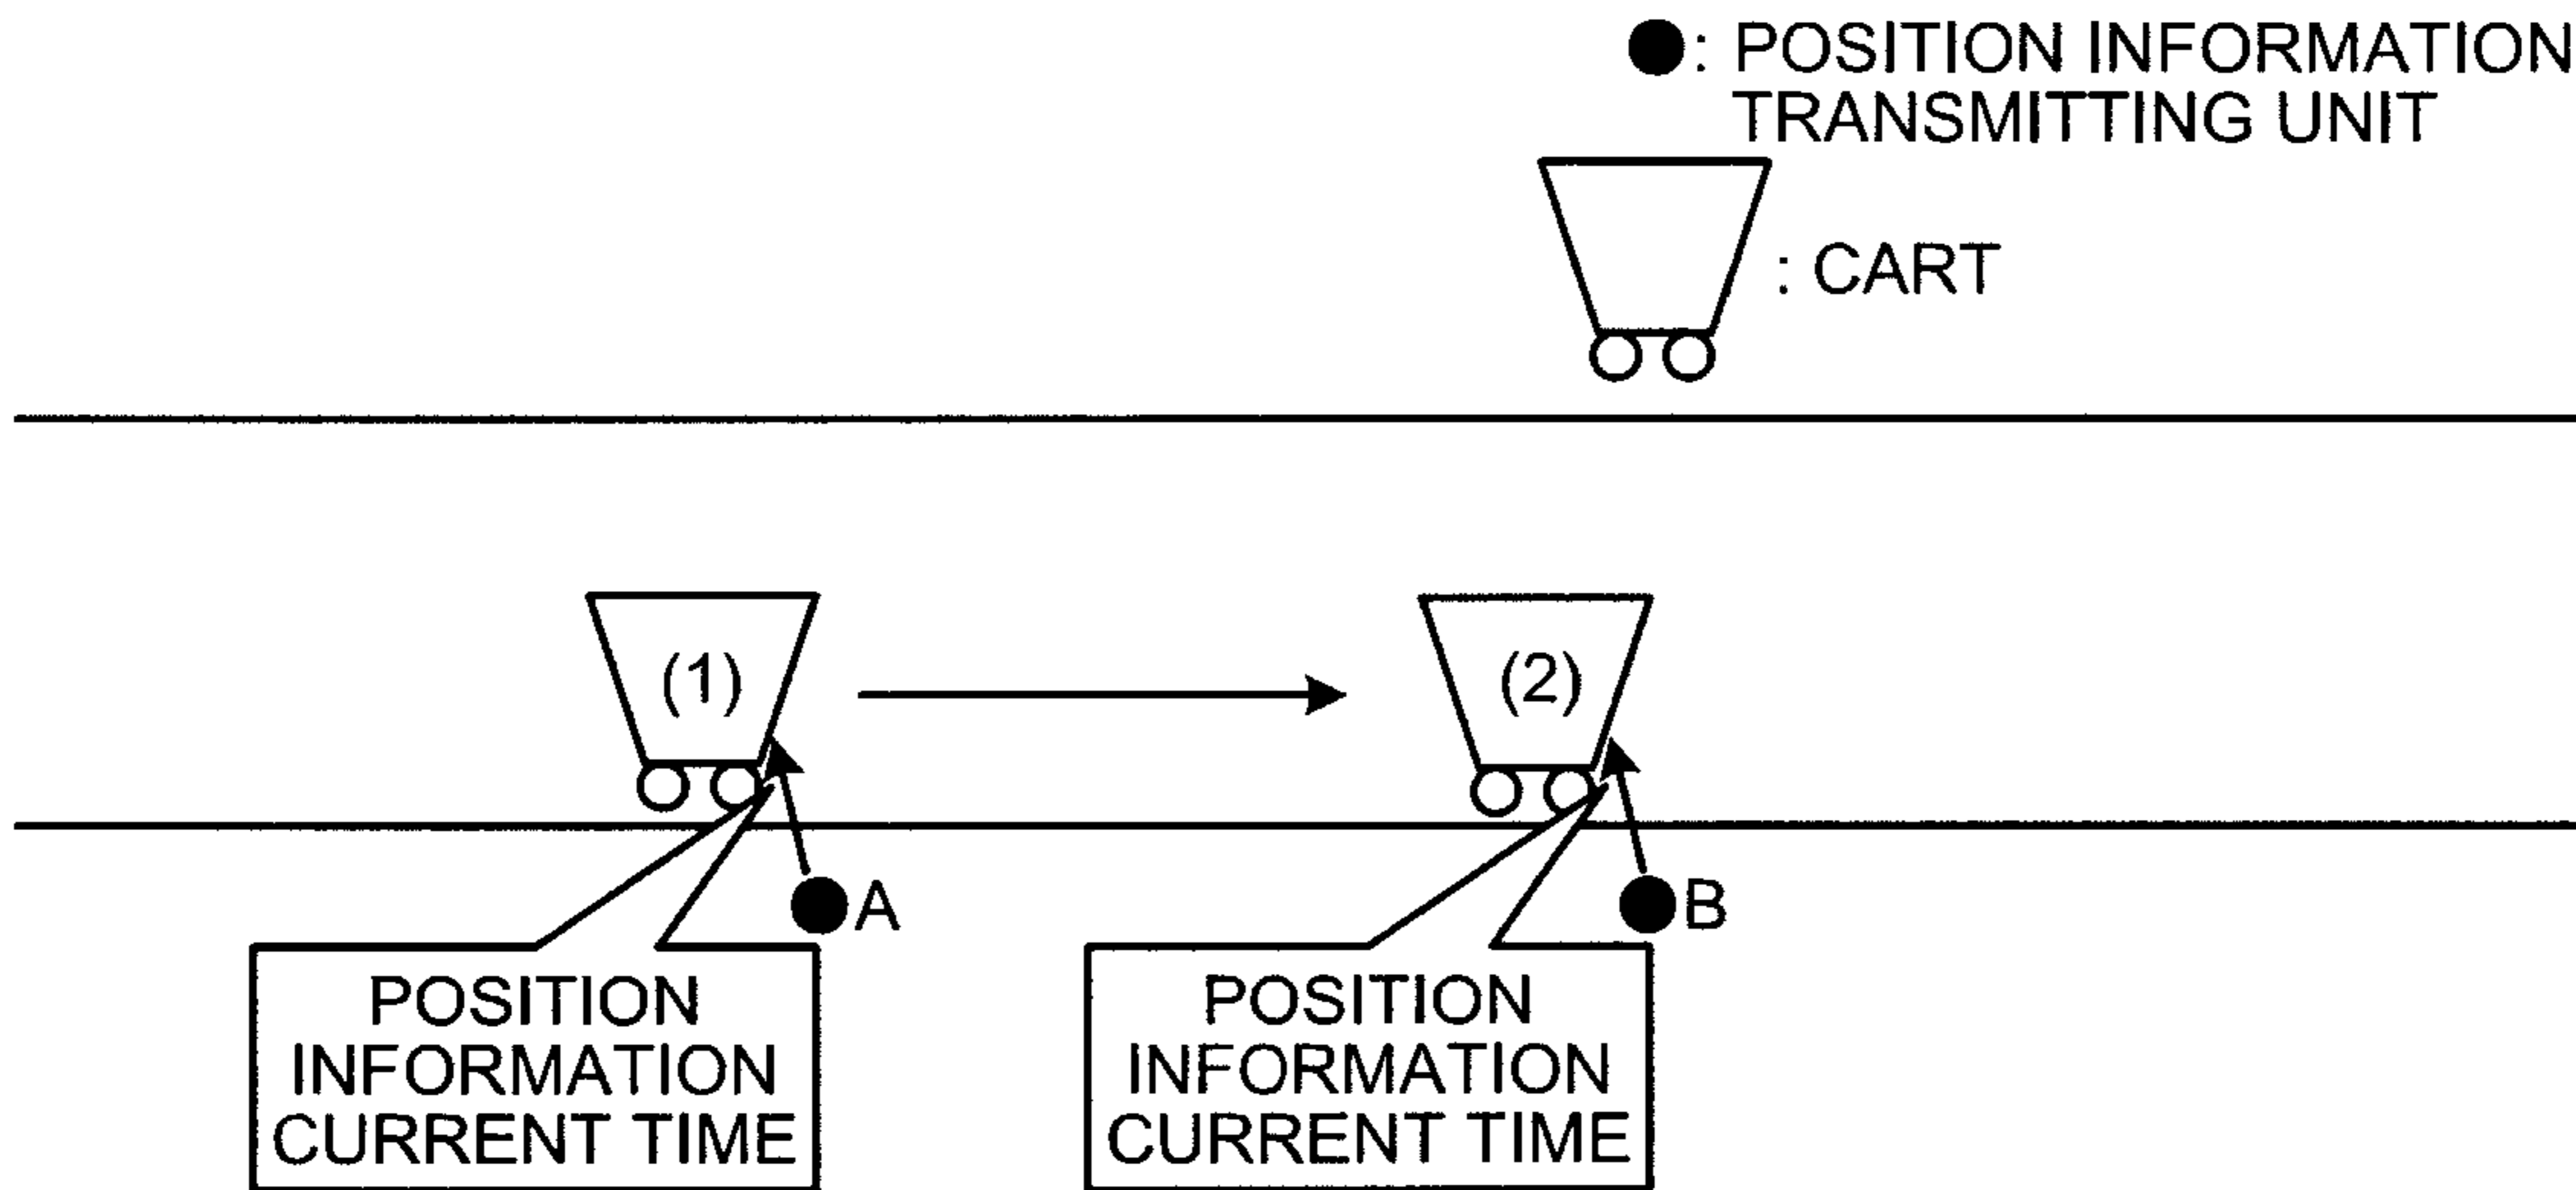 : POSITION INFORMATION
TRANSMITTING UNIT
: CART
(1)
(2)
A
B
POSITION
INFORMATION
CURRENT TIME
POSITION
INFORMATION
CURRENT TIME